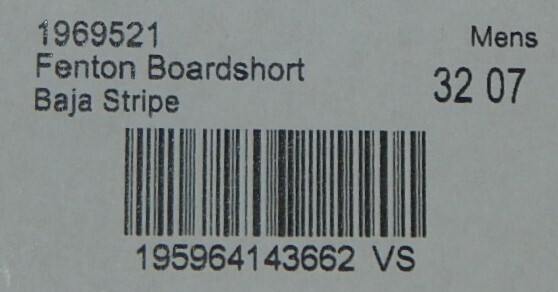 1969521
Mens
Fenton Boardshort
32 07
Baja Stripe
195964143662 VS